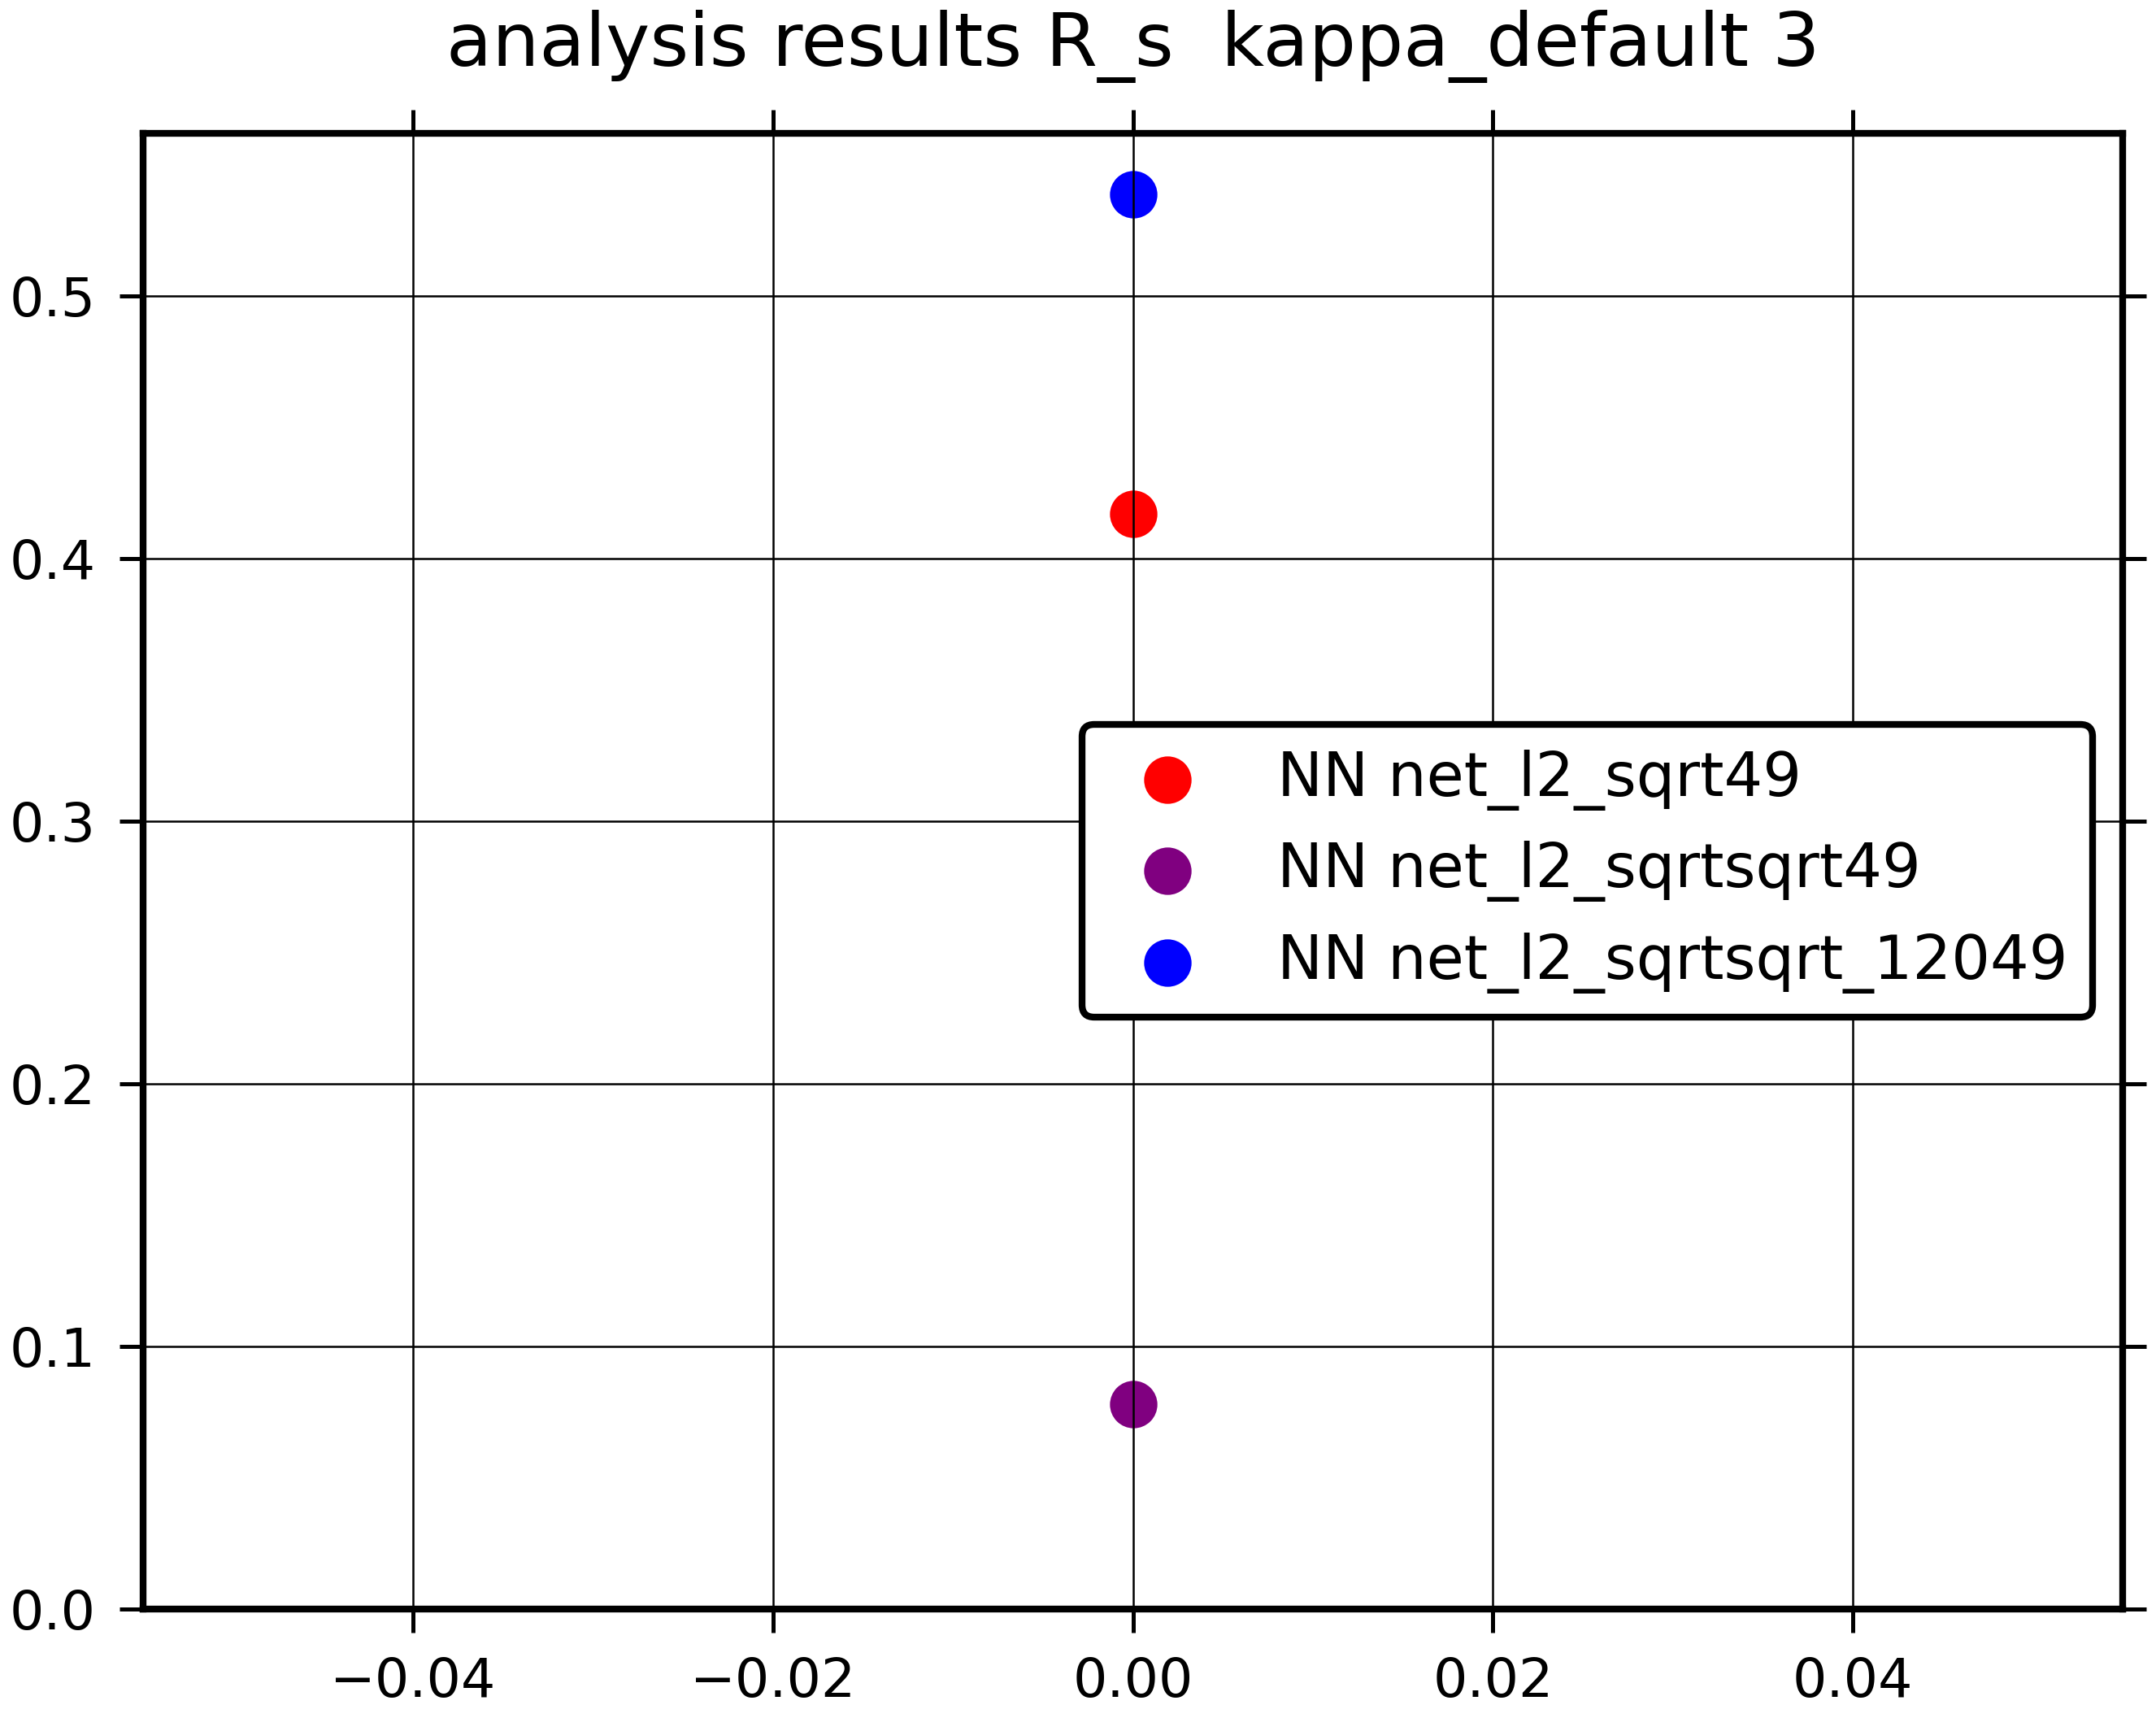 analysis results R_s  kappa_default 3
0.5
0.4
0.3
0.2
0.1
0.0
NN net_l2_sqrt49
NN net_l2_sqrtsqrt49
NN net_l2_sqrtsqrt_12049
−0.04 −0.02 0.00 0.02 0.04